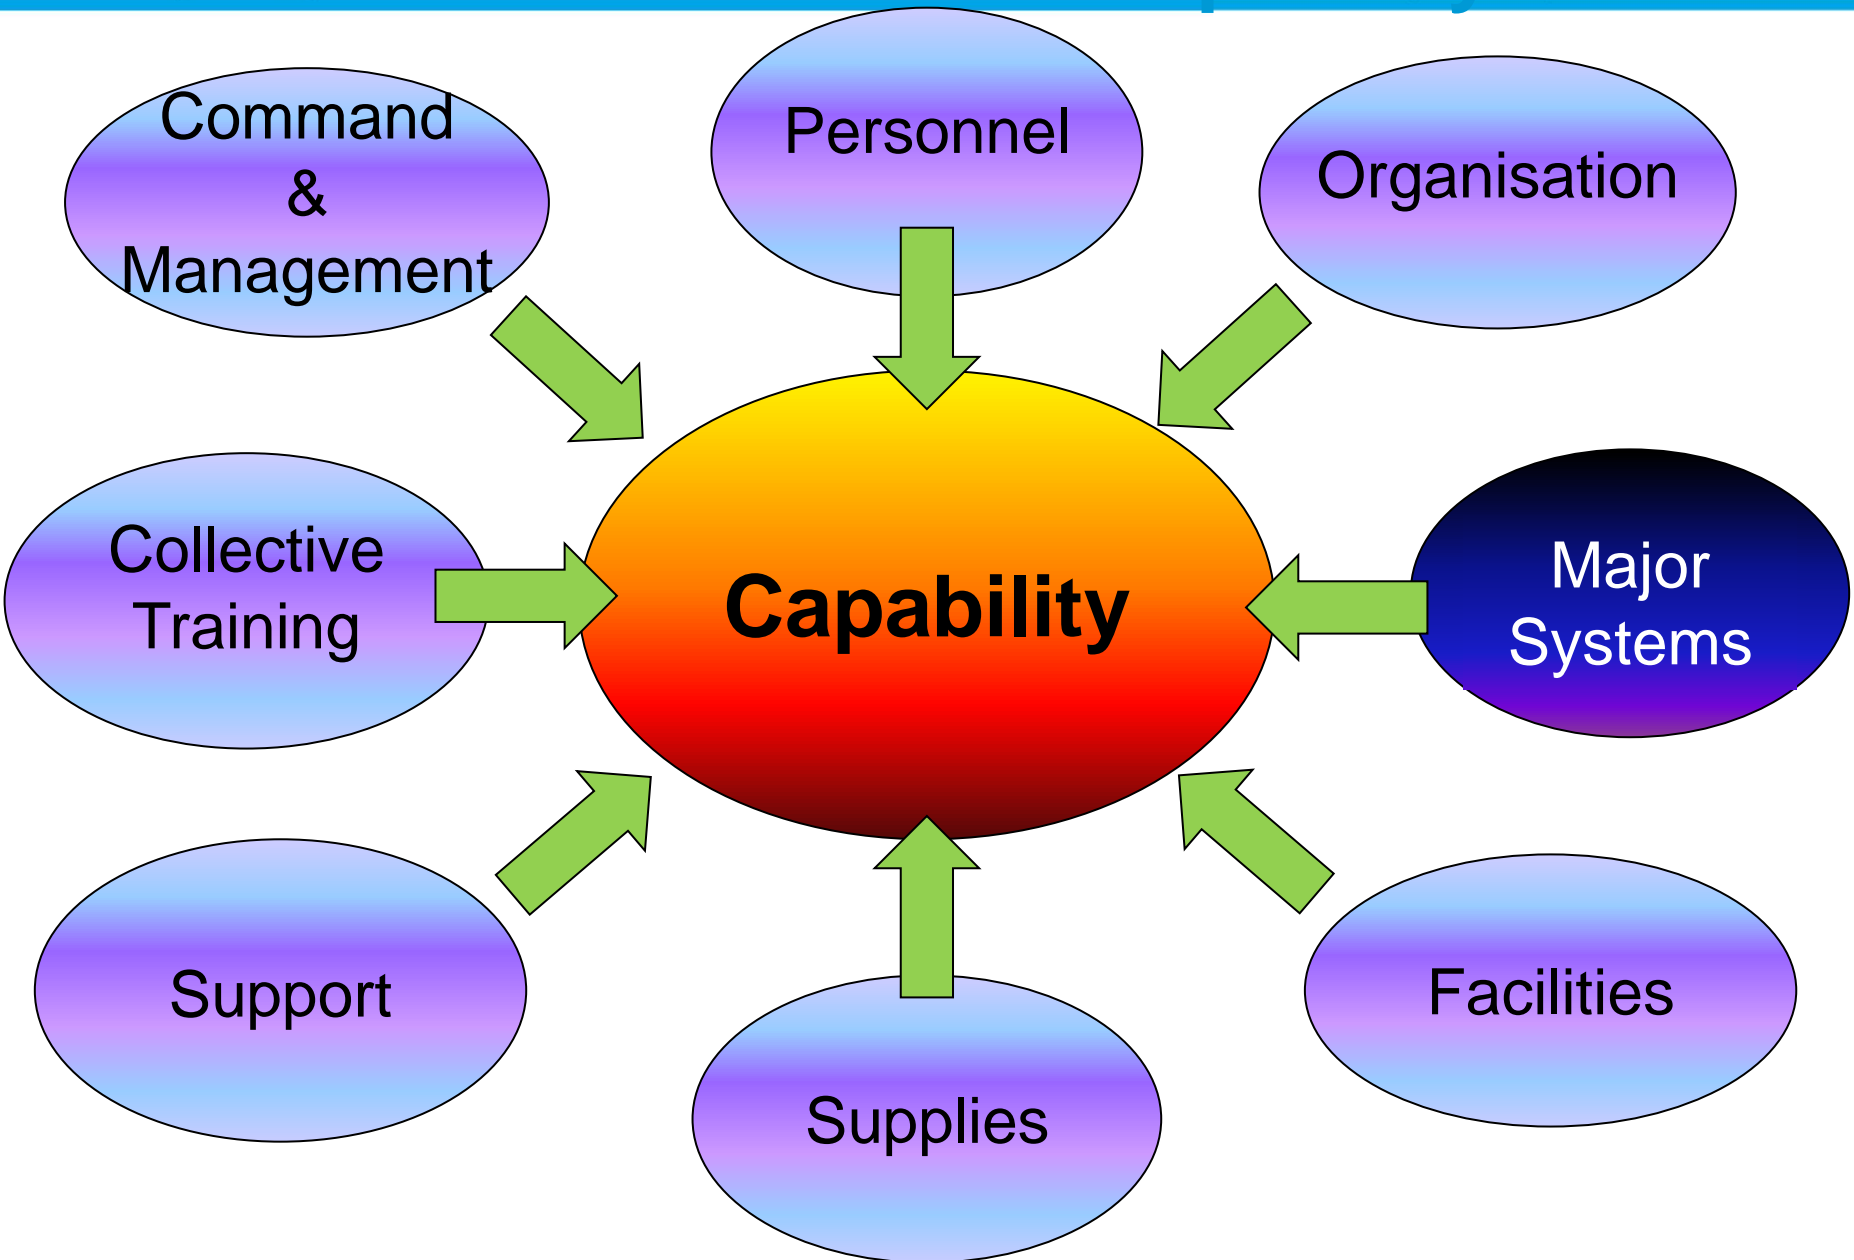 Command
&
Management
Personnel
Organisation
Collective
Training
Capability
Major
Systems
Support
Supplies
Facilities